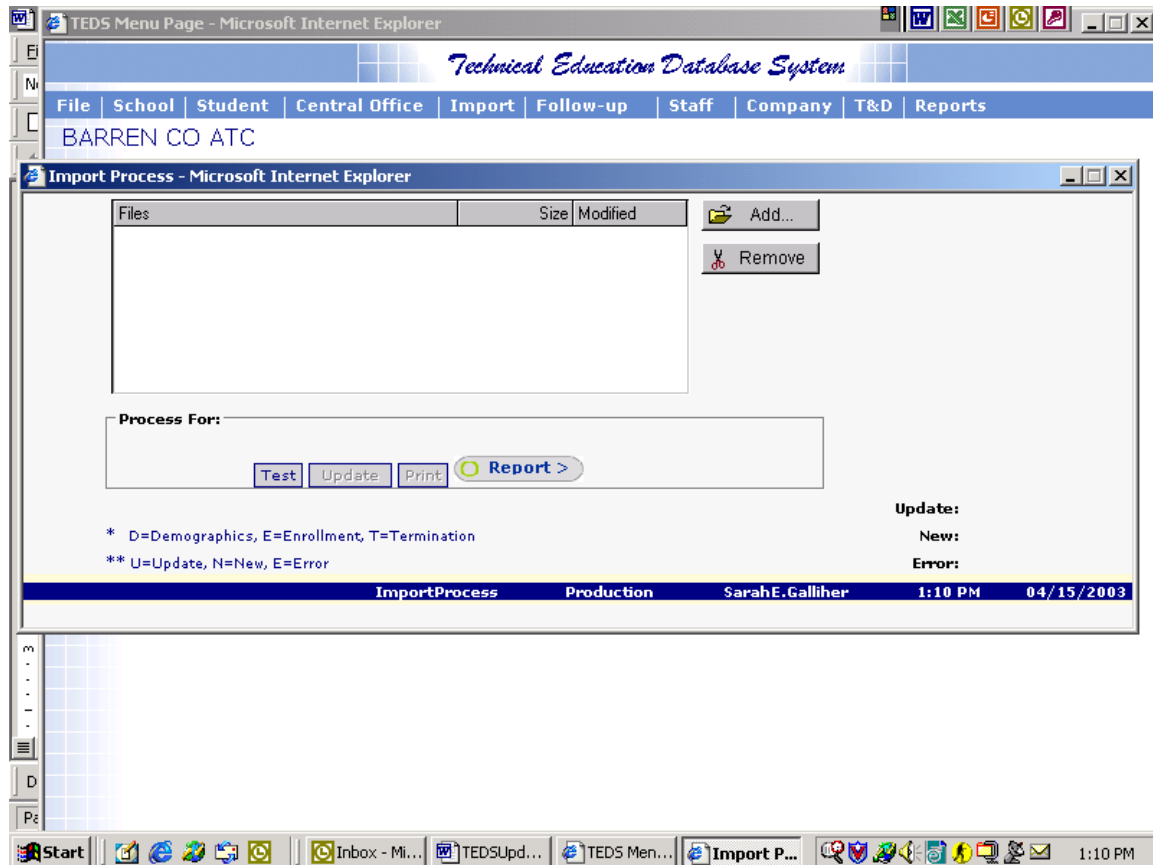 TEDS Menu Page - Microsoft Internet Explorer
Technical Education Database System
File | School | Student | Central Office | Import | Follow-up | Staff | Company | T&D | Reports
BARREN CO ATC
Import Process - Microsoft Internet Explorer
Files Size Modified
Add...
Remove
Process For:
Test Update Print Report >
Update:
* D=Demographics, E=Enrollment, T=Termination
New:
** U=Update, N=New, E=Error
Error:
ImportProcess Production SarahE.Galliher 1:10 PM 04/15/2003
D
Start Inbox - Mi... TEDSUpd... TEDS Men... Import P... 1:10 PM